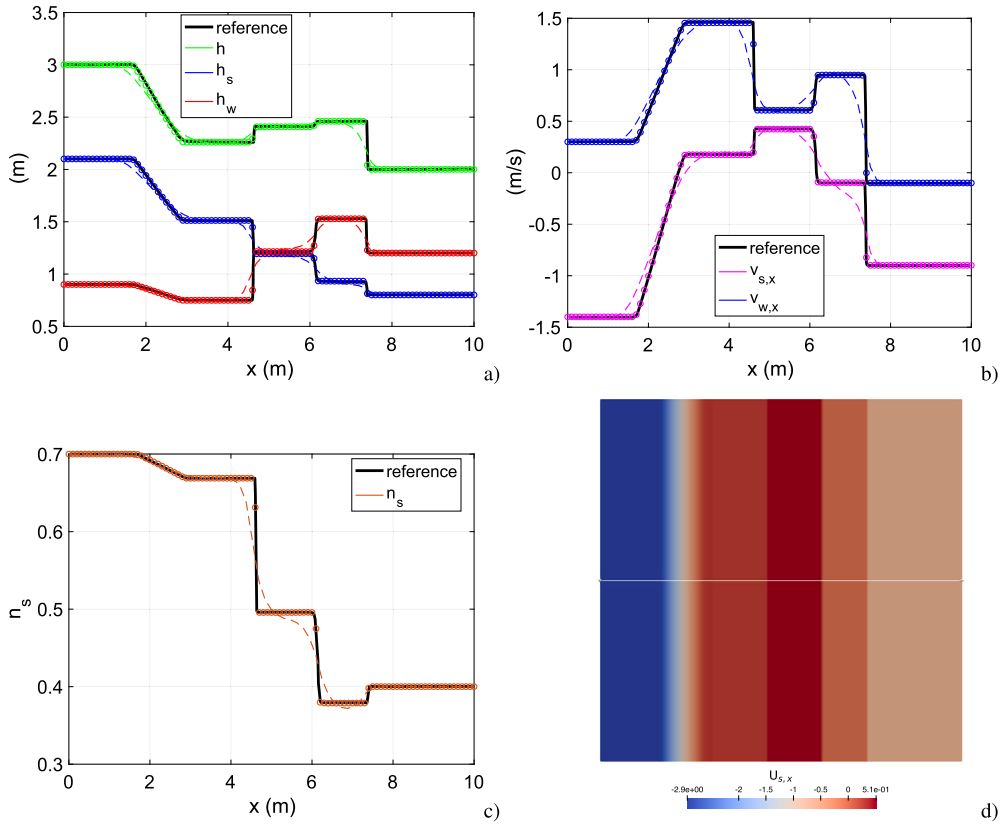 3.5
3
2.5
2
1.5
1
0.5
(m)
0 2 4 6 8 10
x (m)
reference
h
h_s
h_w
a)
1.5
1
0.5
0
-0.5
-1
-1.5
(m/s)
0 2 4 6 8 10
x (m)
reference
v_{s,x}
v_{w,x}
b)
0.7
0.6
0.5
0.4
0.3
n_s
0 2 4 6 8 10
x (m)
reference
n_s
c)
U_{s,x}
-2.9e+00 -2 -1.5 -1 -0.5 0 5.1e-01
d)